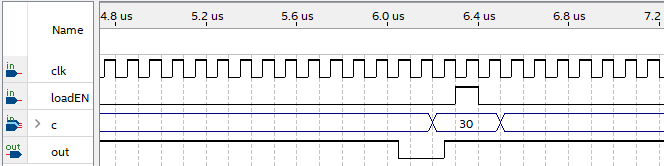 Name 4.8 us 5.2 us 5.6 us 6.0 us 6.4 us 6.8 us 7.2
in clk
in loadEN
in > c 30
out out